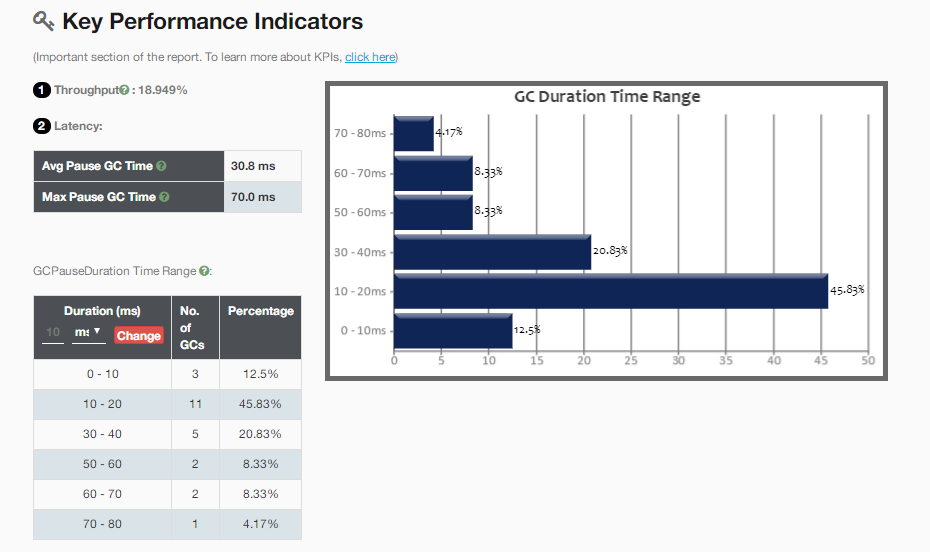 Key Performance Indicators
(Important section of the report. To learn more about KPIs, click here)
1 Throughput? : 18.949%
2 Latency:
Avg Pause GC Time ? 30.8 ms
Max Pause GC Time ? 70.0 ms
GCPauseDuration Time Range ?:
Duration (ms)
10 ms ▼ Change
No.
of
GCs
Percentage
0 - 10 3 12.5%
10 - 20 11 45.83%
30 - 40 5 20.83%
50 - 60 2 8.33%
60 - 70 2 8.33%
70 - 80 1 4.17%
GC Duration Time Range
70 - 80ms 4.17%
60 - 70ms 8.33%
50 - 60ms 8.33%
30 - 40ms 20.83%
10 - 20ms 45.83%
0 - 10ms 12.5%
0 5 10 15 20 25 30 35 40 45 50